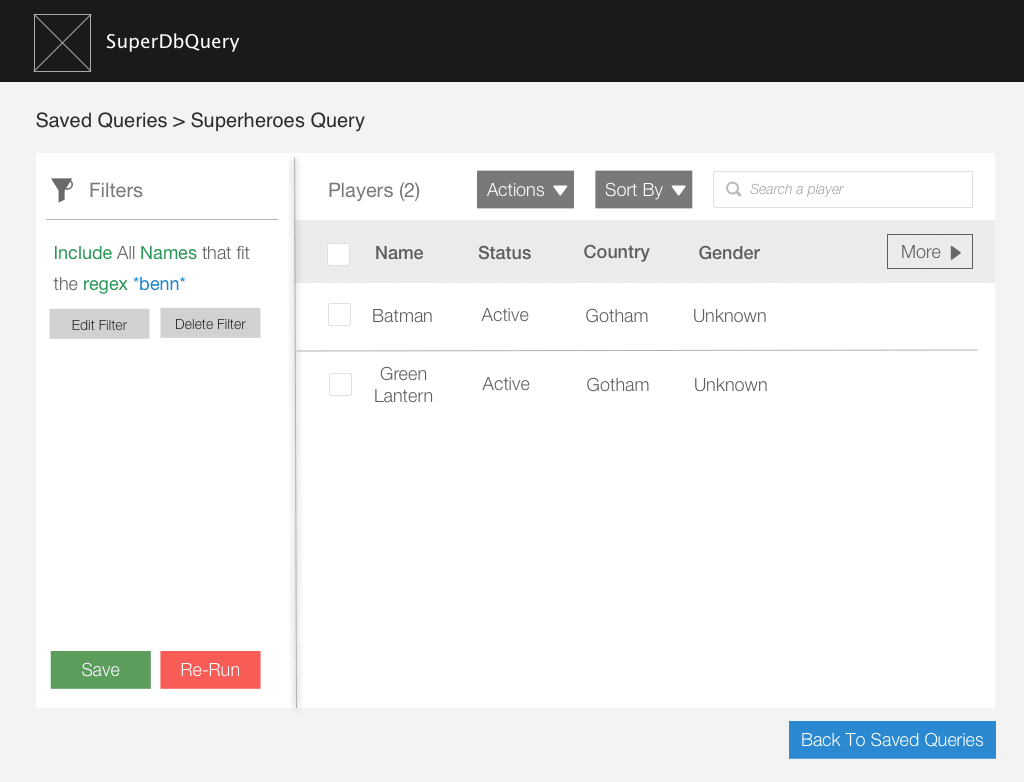 SuperDbQuery
Saved Queries > Superheroes Query
Filters
Include All Names that fit
the regex *benn*
Edit Filter Delete Filter
Save Re-Run
Players (2) Actions Sort By Search a player
Name Status Country Gender More
Batman Active Gotham Unknown
Green
Lantern Active Gotham Unknown
Back To Saved Queries